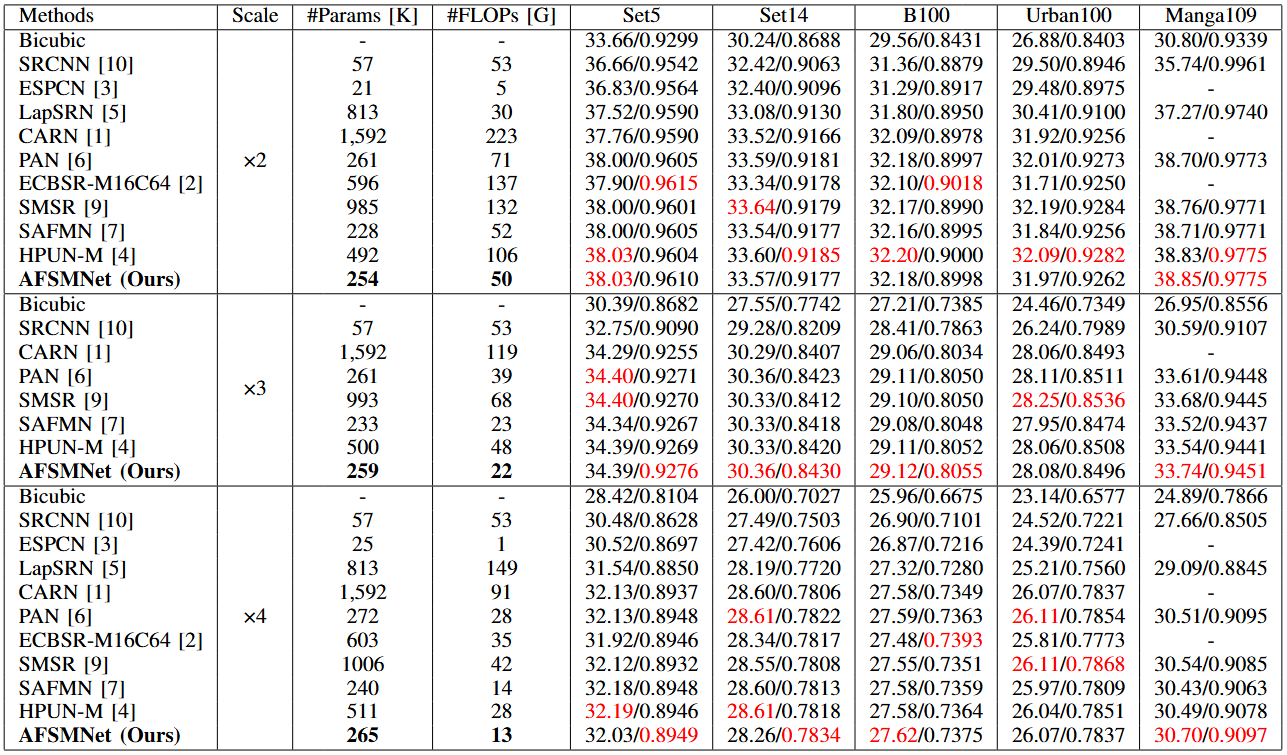 Methods Scale #Params [K] #FLOPs [G] Set5 Set14 B100 Urban100 Manga109
Bicubic - - 33.66/0.9299 30.24/0.8688 29.56/0.8431 26.88/0.8403 30.80/0.9339
SRCNN [10] 57 53 36.66/0.9542 32.42/0.9063 31.36/0.8879 29.50/0.8946 35.74/0.9961
ESPCN [3] 21 5 36.83/0.9564 32.40/0.9096 31.29/0.8917 29.48/0.8975 -
LapSRN [5] 813 30 37.52/0.9590 33.08/0.9130 31.80/0.8950 30.41/0.9100 37.27/0.9740
CARN [1] 1,592 223 37.76/0.9590 33.52/0.9166 32.09/0.8978 31.92/0.9256 -
PAN [6] ×2 261 71 38.00/0.9605 33.59/0.9181 32.18/0.8997 32.01/0.9273 38.70/0.9773
ECBSR-M16C64 [2] 596 137 37.90/0.9615 33.34/0.9178 32.10/0.9018 31.71/0.9250 -
SMSR [9] 985 132 38.00/0.9601 33.64/0.9179 32.17/0.8990 32.19/0.9284 38.76/0.9771
SAFMN [7] 228 52 38.00/0.9605 33.54/0.9177 32.16/0.8995 31.84/0.9256 38.71/0.9771
HPUN-M [4] 492 106 38.03/0.9604 33.60/0.9185 32.20/0.9000 32.09/0.9282 38.83/0.9775
AFSMNet (Ours) 254 50 38.03/0.9610 33.57/0.9177 32.18/0.8998 31.97/0.9262 38.85/0.9775
Bicubic - - 30.39/0.8682 27.55/0.7742 27.21/0.7385 24.46/0.7349 26.95/0.8556
SRCNN [10] 57 53 32.75/0.9090 29.28/0.8209 28.41/0.7863 26.24/0.7989 30.59/0.9107
CARN [1] 1,592 119 34.29/0.9255 30.29/0.8407 29.06/0.8034 28.06/0.8493 -
PAN [6] ×3 261 39 34.40/0.9271 30.36/0.8423 29.11/0.8050 28.11/0.8511 33.61/0.9448
SMSR [9] 993 68 34.40/0.9270 30.33/0.8412 29.10/0.8050 28.25/0.8536 33.68/0.9445
SAFMN [7] 233 23 34.34/0.9267 30.33/0.8418 29.08/0.8048 27.95/0.8474 33.52/0.9437
HPUN-M [4] 500 48 34.39/0.9269 30.33/0.8420 29.11/0.8052 28.06/0.8508 33.54/0.9441
AFSMNet (Ours) 259 22 34.39/0.9276 30.36/0.8430 29.12/0.8055 28.08/0.8496 33.74/0.9451
Bicubic - - 28.42/0.8104 26.00/0.7027 25.96/0.6675 23.14/0.6577 24.89/0.7866
SRCNN [10] 57 53 30.48/0.8628 27.49/0.7503 26.90/0.7101 24.52/0.7221 27.66/0.8505
ESPCN [3] 25 1 30.52/0.8697 27.42/0.7606 26.87/0.7216 24.39/0.7241 -
LapSRN [5] 813 149 31.54/0.8850 28.19/0.7720 27.32/0.7280 25.21/0.7560 29.09/0.8845
CARN [1] 1,592 91 32.13/0.8937 28.60/0.7806 27.58/0.7349 26.07/0.7837 -
PAN [6] ×4 272 28 32.13/0.8948 28.61/0.7822 27.59/0.7363 26.11/0.7854 30.51/0.9095
ECBSR-M16C64 [2] 603 35 31.92/0.8946 28.34/0.7817 27.48/0.7393 25.81/0.7773 -
SMSR [9] 1006 42 32.12/0.8932 28.55/0.7808 27.55/0.7351 26.11/0.7868 30.54/0.9085
SAFMN [7] 240 14 32.18/0.8948 28.60/0.7813 27.58/0.7359 25.97/0.7809 30.43/0.9063
HPUN-M [4] 511 28 32.19/0.8946 28.61/0.7818 27.58/0.7364 26.04/0.7851 30.49/0.9078
AFSMNet (Ours) 265 13 32.03/0.8949 28.26/0.7834 27.62/0.7375 26.07/0.7837 30.70/0.9097